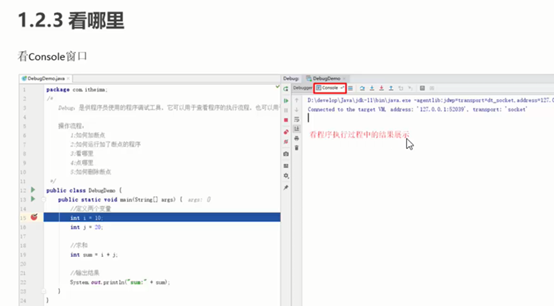 1.2.3 看哪里
看Console窗口
DebugDemo.java
package com.itheima;
/*
Debug: 是供程序员使用的程序调试工具，它可以用于查看程序的执行流程，也可以用
操作流程:
1:如何加断点
2:如何运行加了断点的程序
3:看哪里
4:点哪里
5:如何删除断点
*/
public class DebugDemo {
public static void main(String[] args) { args: {}
//定义两个变量
int i = 10;
int j = 20;
//求和
int sum = i + j;
//输出结果
System.out.println("sum:" + sum);
}
}
Debug: DebugDemo
Debugger Console
D:\develop\Java\jdk-11\bin\java.exe -agentlib:jdwp=transport=dt_socket,address=127.0
Connected to the target VM, address: '127.0.0.1:52039', transport: 'socket'
看程序执行过程中的结果展示